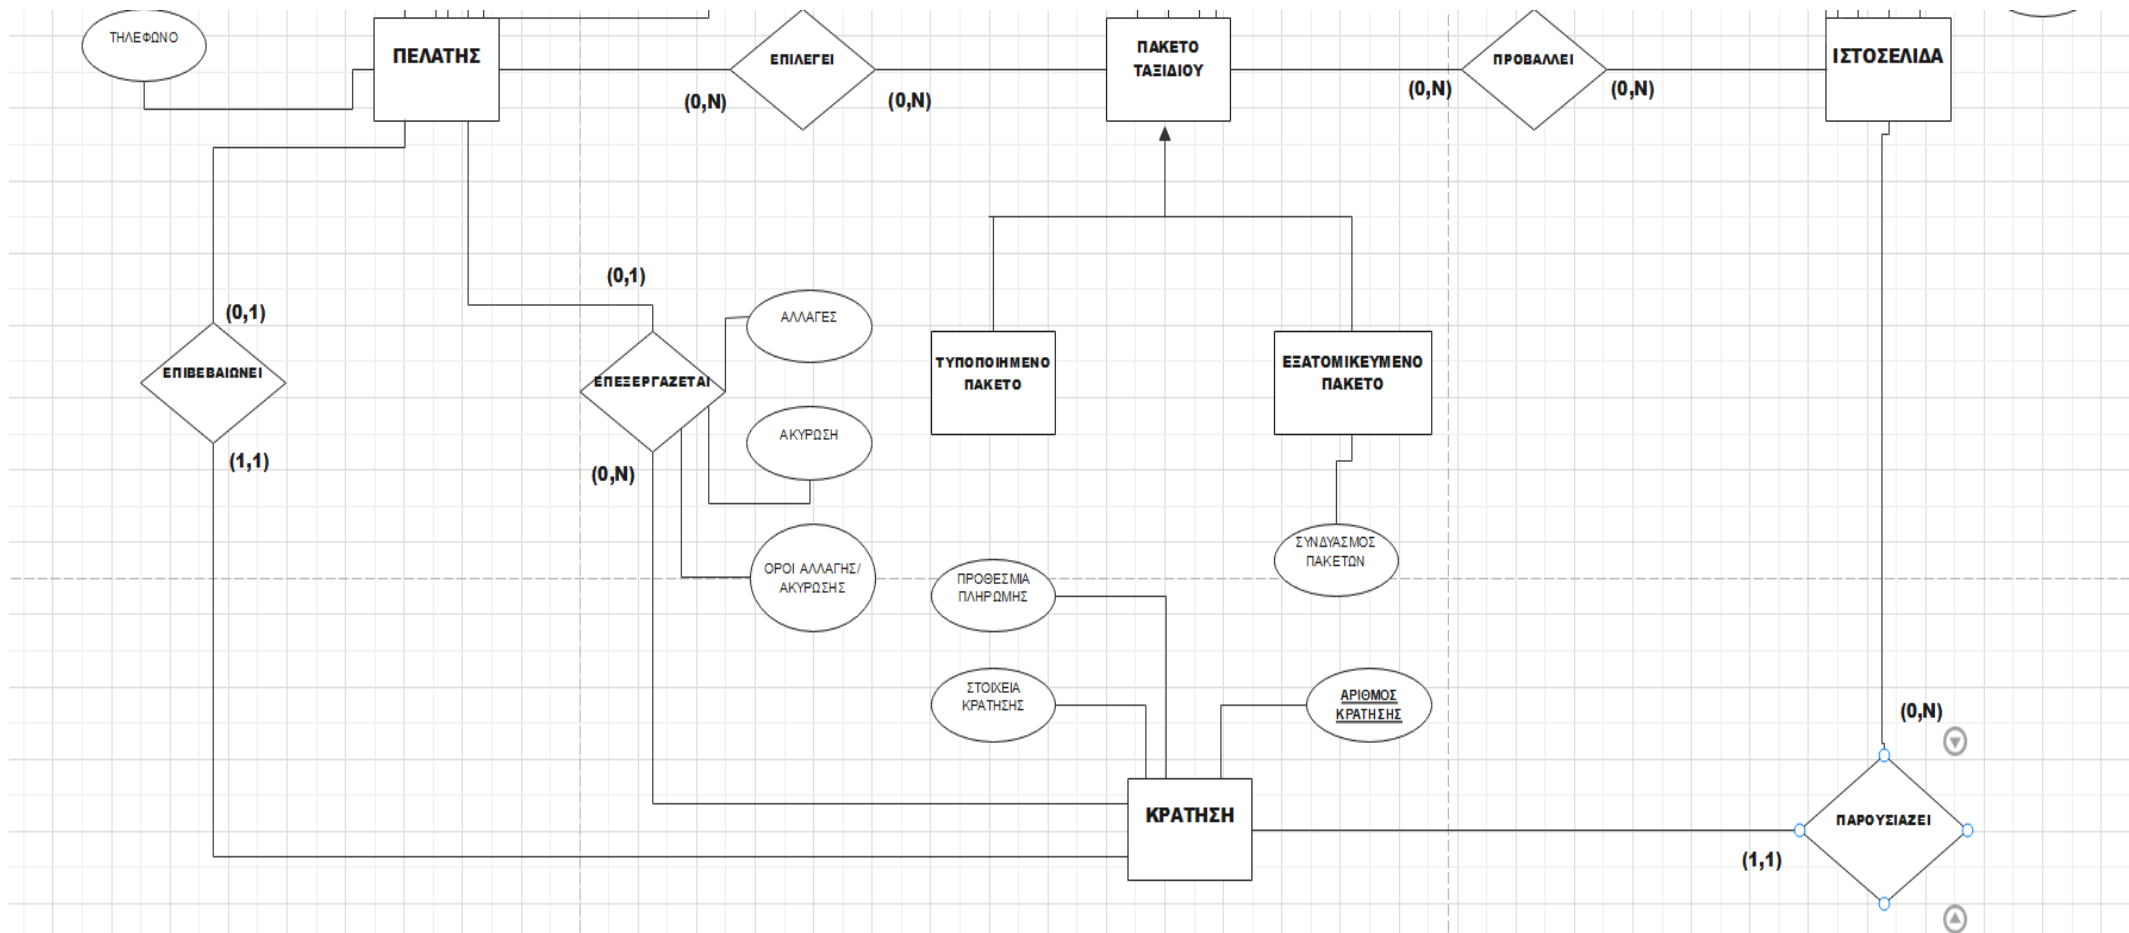 ΤΗΛΕΦΩΝΟ
ΠΕΛΑΤΗΣ
ΕΠΙΛΕΓΕΙ
ΠΑΚΕΤΟ
ΤΑΞΙΔΙΟΥ
ΠΡΟΒΑΛΛΕΙ
ΙΣΤΟΣΕΛΙΔΑ
(0,N)
(0,N)
(0,N)
(0,N)
(0,1)
(0,1)
ΑΛΛΑΓΕΣ
ΕΠΙΒΕΒΑΙΩΝΕΙ
ΕΠΕΞΕΡΓΑΖΕΤΑΙ
ΤΥΠΟΠΟΙΗΜΕΝΟ
ΠΑΚΕΤΟ
ΕΞΑΤΟΜΙΚΕΥΜΕΝΟ
ΠΑΚΕΤΟ
ΑΚΥΡΩΣΗ
(1,1)
(0,N)
ΟΡΟΙ ΑΛΛΑΓΗΣ/
ΑΚΥΡΩΣΗΣ
ΣΥΝΔΥΑΣΜΟΣ
ΠΑΚΕΤΩΝ
ΠΡΟΘΕΣΜΙΑ
ΠΛΗΡΩΜΗΣ
ΣΤΟΙΧΕΙΑ
ΚΡΑΤΗΣΗΣ
ΑΡΙΘΜΟΣ
ΚΡΑΤΗΣΗΣ
(0,N)
ΚΡΑΤΗΣΗ
ΠΑΡΟΥΣΙΑΖΕΙ
(1,1)